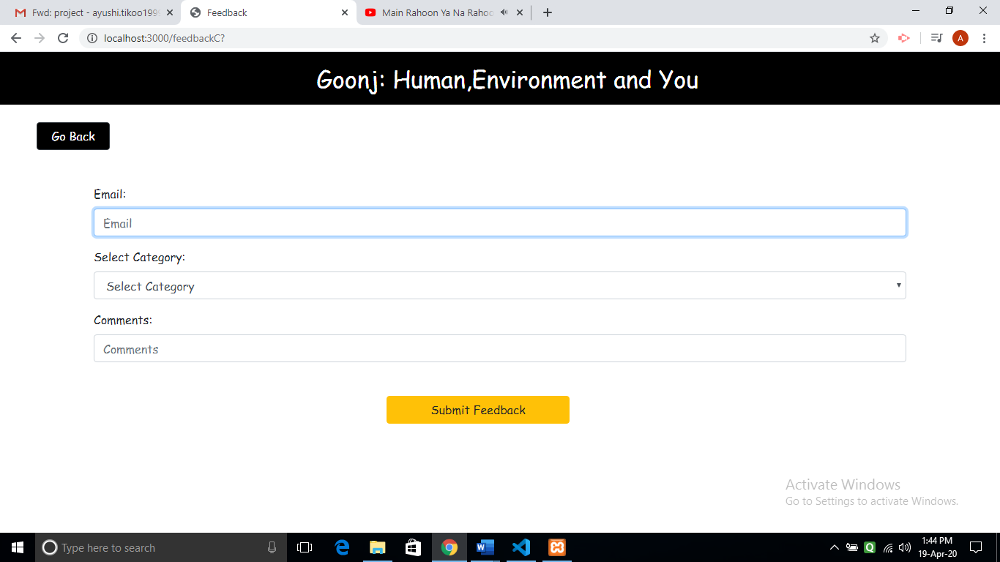 Fwd: project - ayushi.tikoo199
Feedback
Main Rahoon Ya Na Rahoo
localhost:3000/feedbackC?
A
Goonj: Human,Environment and You
Go Back
Email:
Email
Select Category:
Select Category
Comments:
Comments
Submit Feedback
Activate Windows
Go to Settings to activate Windows.
Type here to search
1:44 PM
19-Apr-20